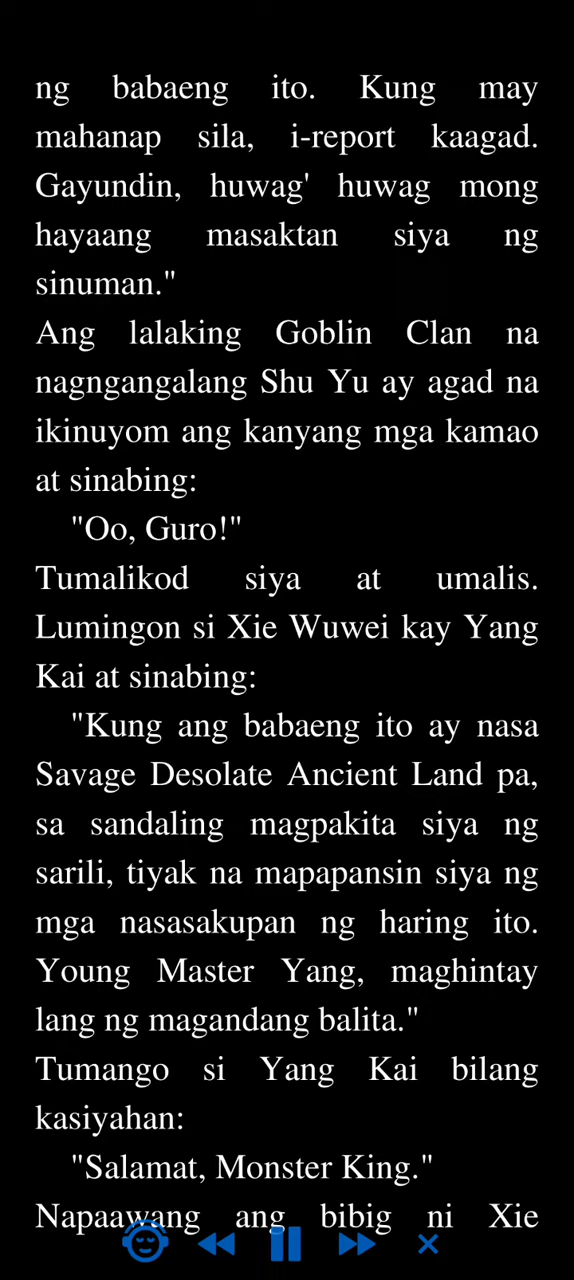 ng babaeng ito. Kung may
mahanap sila, i-report kaagad.
Gayundin, huwag' huwag mong
hayaang masaktan siya ng
sinuman."
Ang lalaking Goblin Clan na
nagngangalang Shu Yu ay agad na
ikinuyom ang kanyang mga kamao
at sinabing:
"Oo, Guro!"
Tumalikod siya at umalis.
Lumingon si Xie Wuwei kay Yang
Kai at sinabing:
"Kung ang babaeng ito ay nasa
Savage Desolate Ancient Land pa,
sa sandaling magpakita siya ng
sarili, tiyak na mapapansin siya ng
mga nasasakupan ng haring ito.
Young Master Yang, maghintay
lang ng magandang balita."
Tumango si Yang Kai bilang
kasiyahan:
"Salamat, Monster King."
Napaawang ang bibig ni Xie